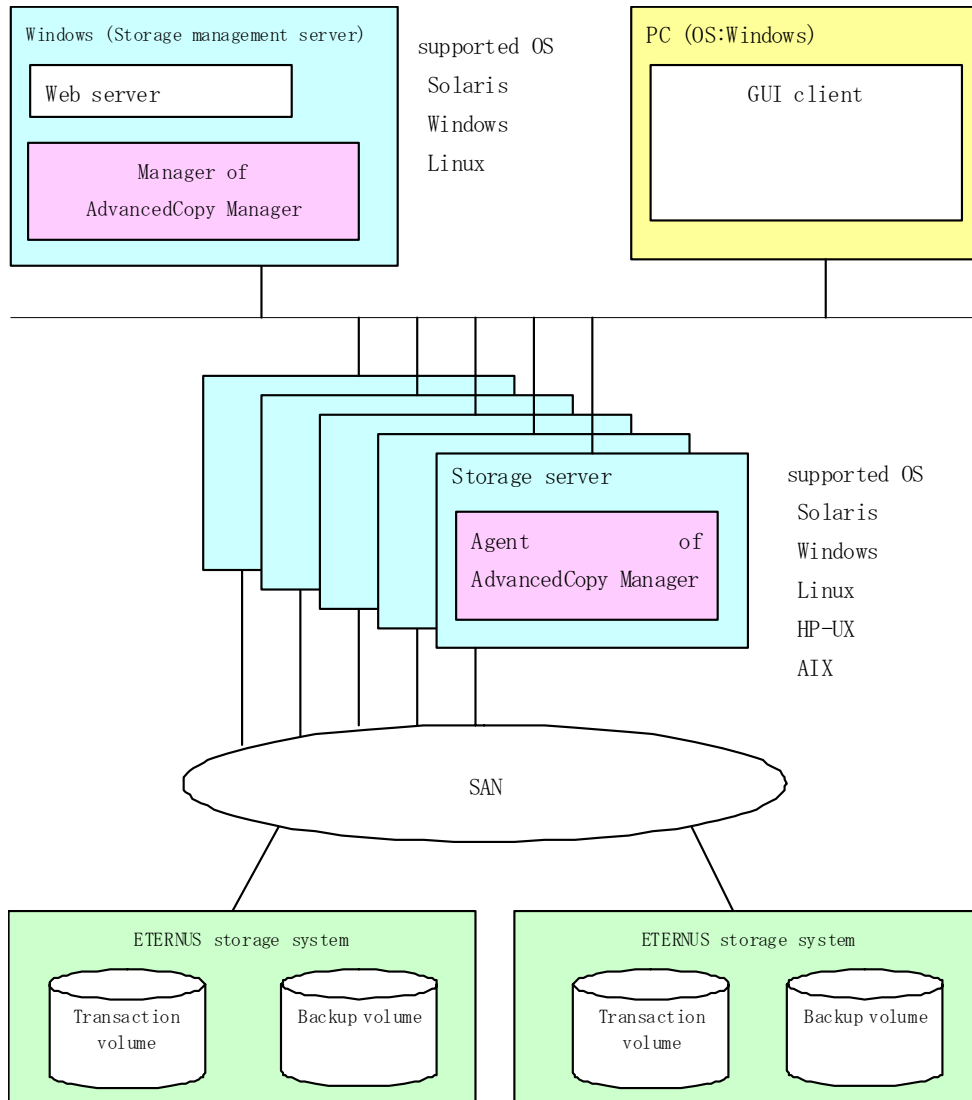 Windows (Storage management server)
Web server
Manager of
AdvancedCopy Manager
supported OS
Solaris
Windows
Linux
PC (OS:Windows)
GUI client
Storage server
Agent of
AdvancedCopy Manager
supported OS
Solaris
Windows
Linux
HP-UX
AIX
SAN
ETERNUS storage system
Transaction
volume
Backup volume
ETERNUS storage system
Transaction
volume
Backup volume